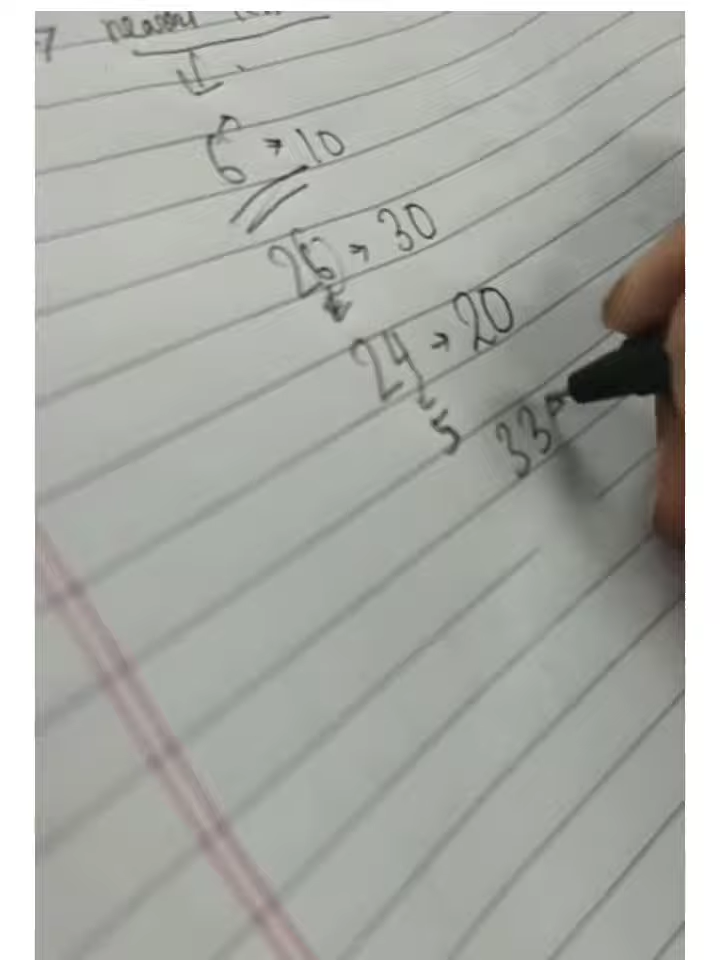 6 → 10
26 → 30
24 → 20
5
33